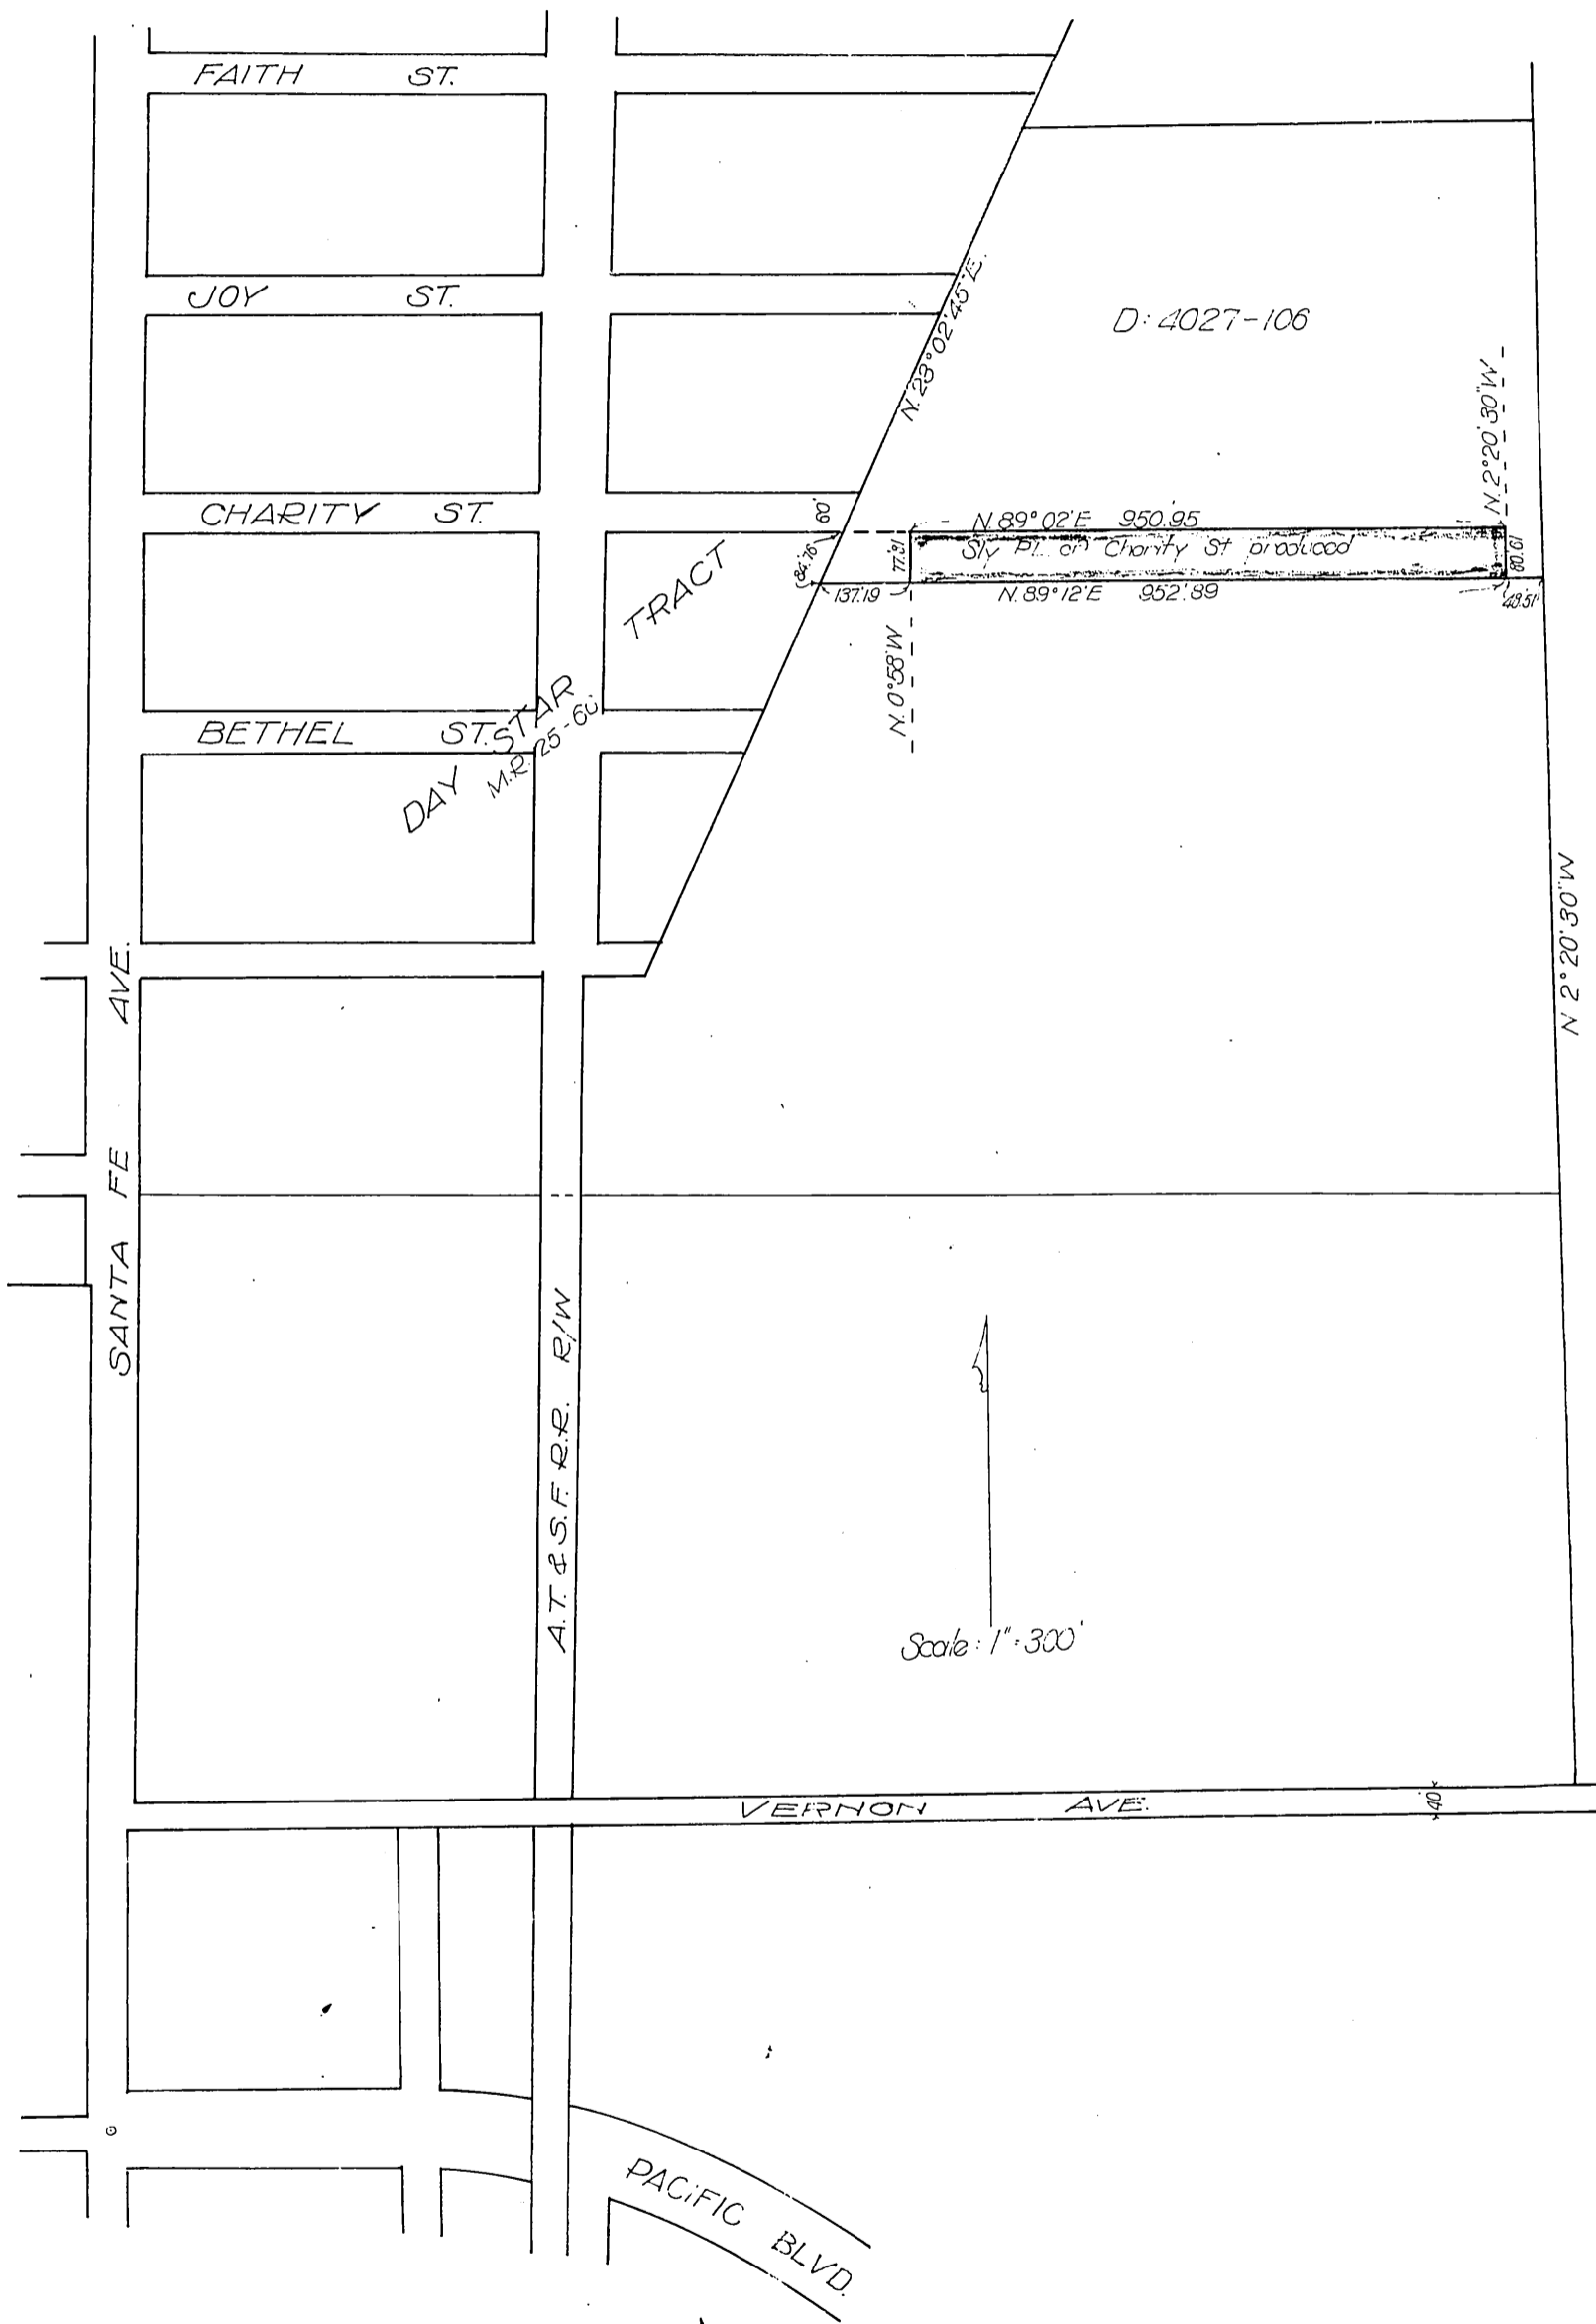 FAITH ST.
JOY ST.
N. 23°02'45"E.
D: 4027-106
N. 2°20'30"W
CHARITY ST.
60'
N. 89°02'E 950.95
Sly PL. on Charity St produced
84.76
77.81
80.61
137.19
N. 89°12'E 952.89
48.51'
TRACT
N. 0°58'W
BETHEL ST.
DAY STAR
M.R. 25-60
N 2°20'30"W
SANTA FE AVE.
A.T. & S.F. R.R. R/W
Scale: 1"=300'
VERNON AVE.
40'
PACIFIC BLVD.